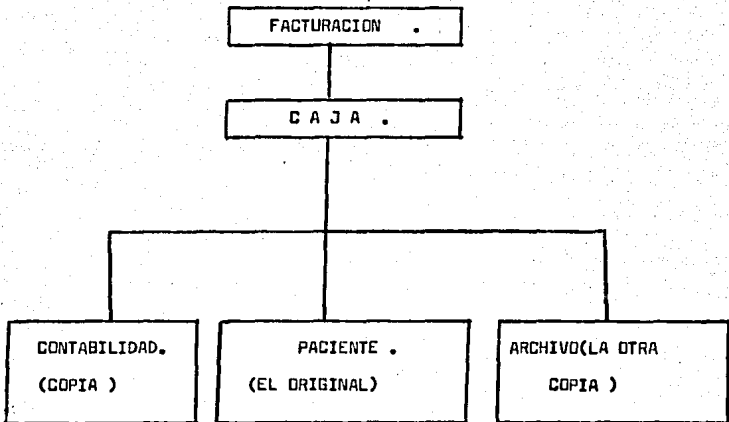 FACTURACION .
C A J A .
CONTABILIDAD.
(COPIA )
PACIENTE .
(EL ORIGINAL)
ARCHIVO(LA OTRA
COPIA )